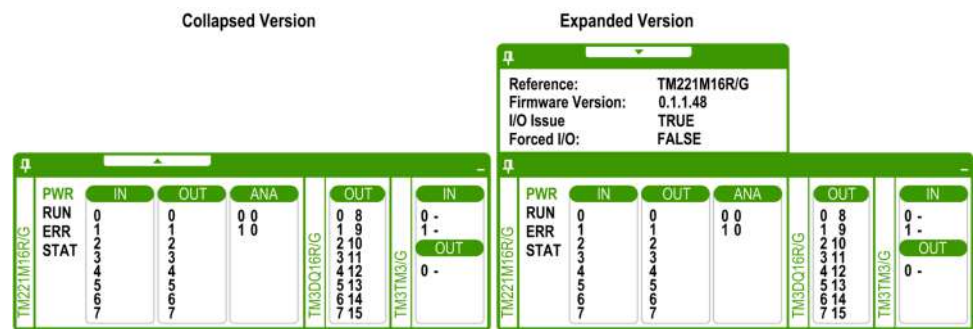 Collapsed Version
TM221M16R/G
PWR
RUN
ERR
STAT
IN
0
1
2
3
4
5
6
7
OUT
0
1
2
3
4
5
6
7
ANA
0 0
1 0
TM3DQ16R/G
OUT
0 8
1 9
2 10
3 11
4 12
5 13
6 14
7 15
TM3TM3/G
IN
0 -
1 -
OUT
0 -
Expanded Version
Reference: TM221M16R/G
Firmware Version: 0.1.1.48
I/O Issue TRUE
Forced I/O: FALSE
TM221M16R/G
PWR
RUN
ERR
STAT
IN
0
1
2
3
4
5
6
7
OUT
0
1
2
3
4
5
6
7
ANA
0 0
1 0
TM3DQ16R/G
OUT
0 8
1 9
2 10
3 11
4 12
5 13
6 14
7 15
TM3TM3/G
IN
0 -
1 -
OUT
0 -